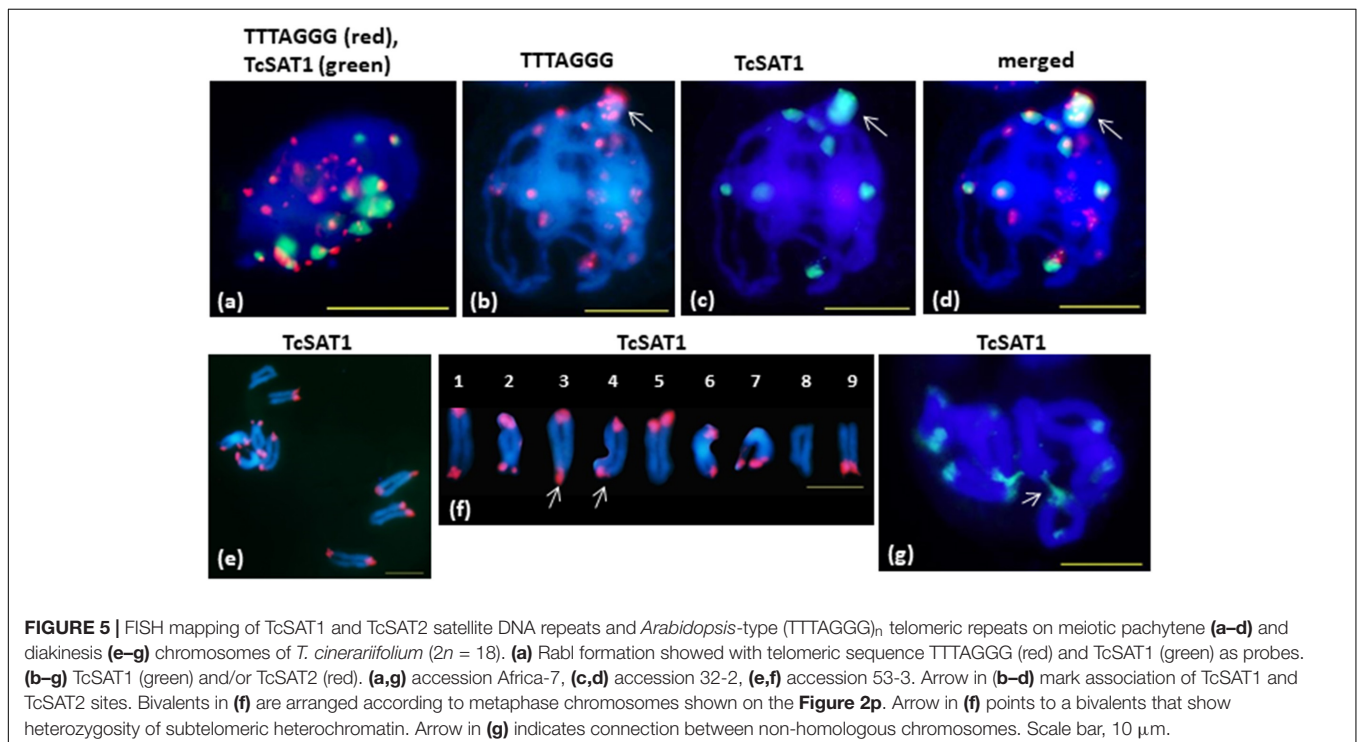 TTTAGGG (red),
TcSAT1 (green)
TTTAGGG
TcSAT1
merged
(a)
(b)
(c)
(d)
TcSAT1
TcSAT1
TcSAT1
1 2 3 4 5 6 7 8 9
(e)
(f)
(g)
FIGURE 5 | FISH mapping of TcSAT1 and TcSAT2 satellite DNA repeats and Arabidopsis-type (TTTAGGG)n telomeric repeats on meiotic pachytene (a–d) and
diakinesis (e–g) chromosomes of T. cinerariifolium (2n = 18). (a) Rabl formation showed with telomeric sequence TTTAGGG (red) and TcSAT1 (green) as probes.
(b–g) TcSAT1 (green) and/or TcSAT2 (red). (a,g) accession Africa-7, (c,d) accession 32-2, (e,f) accession 53-3. Arrow in (b–d) mark association of TcSAT1 and
TcSAT2 sites. Bivalents in (f) are arranged according to metaphase chromosomes shown on the Figure 2p. Arrow in (f) points to a bivalents that show
heterozygosity of subtelomeric heterochromatin. Arrow in (g) indicates connection between non-homologous chromosomes. Scale bar, 10 μm.